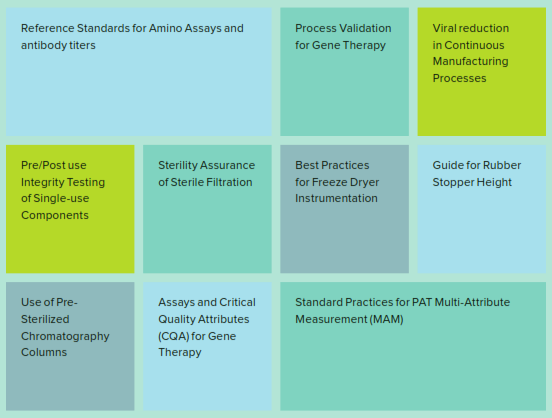 Reference Standards for Amino Assays and
antibody titers
Process Validation
for Gene Therapy
Viral reduction
in Continuous
Manufacturing
Processes
Pre/Post use
Integrity Testing
of Single-use
Components
Sterility Assurance
of Sterile Filtration
Best Practices
for Freeze Dryer
Instrumentation
Guide for Rubber
Stopper Height
Use of Pre-
Sterilized
Chromatography
Columns
Assays and Critical
Quality Attributes
(CQA) for Gene
Therapy
Standard Practices for PAT Multi-Attribute
Measurement (MAM)